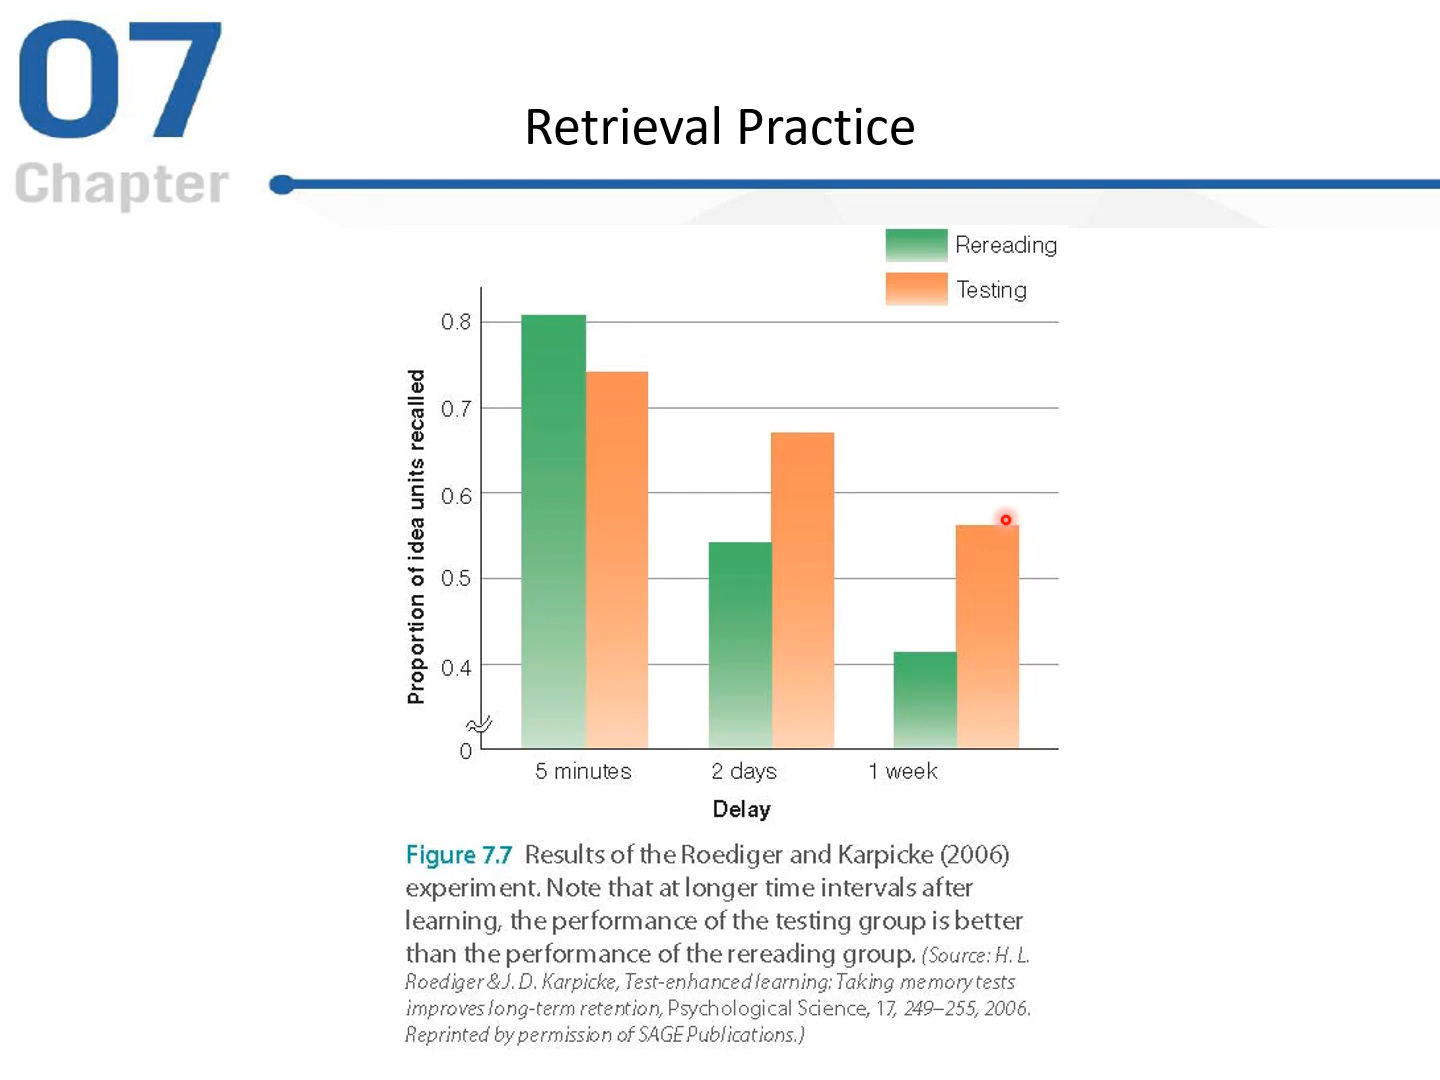 07
Chapter
Retrieval Practice
Rereading
Testing
0.8
0.7
0.6
0.5
0.4
0
Proportion of idea units recalled
5 minutes
2 days
1 week
Delay
Figure 7.7 Results of the Roediger and Karpicke (2006)
experiment. Note that at longer time intervals after
learning, the performance of the testing group is better
than the performance of the rereading group. (Source: H. L.
Roediger & J. D. Karpicke, Test-enhanced learning: Taking memory tests
improves long-term retention, Psychological Science, 17, 249–255, 2006.
Reprinted by permission of SAGE Publications.)